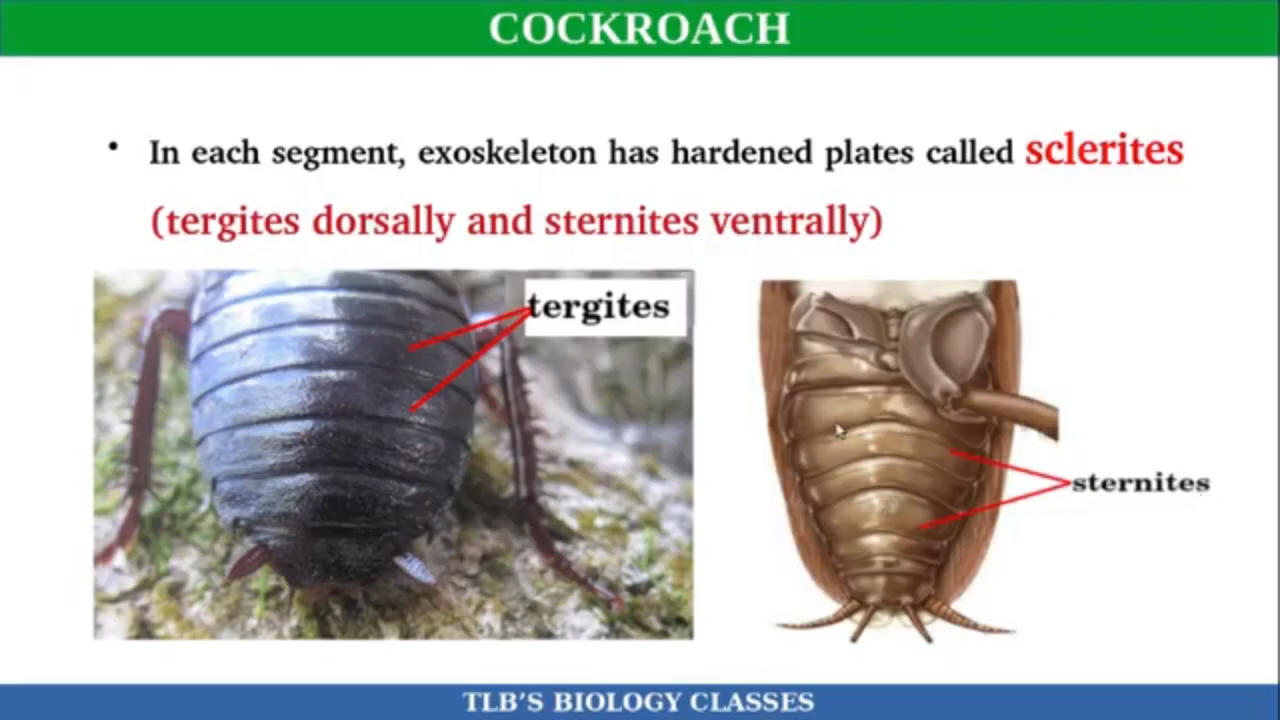 COCKROACH
• In each segment, exoskeleton has hardened plates called sclerites
(tergites dorsally and sternites ventrally)
tergites
sternites
TLB'S BIOLOGY CLASSES